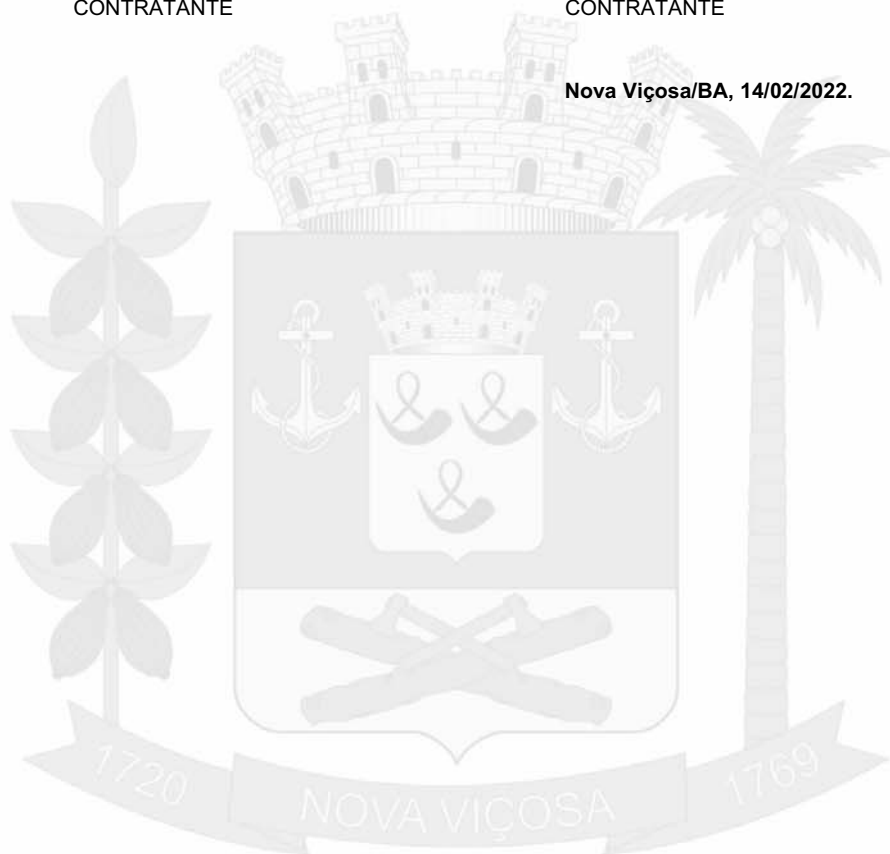 CONTRATANTE
CONTRATANTE
Nova Viçosa/BA, 14/02/2022.
1720
NOVA VIÇOSA
1769